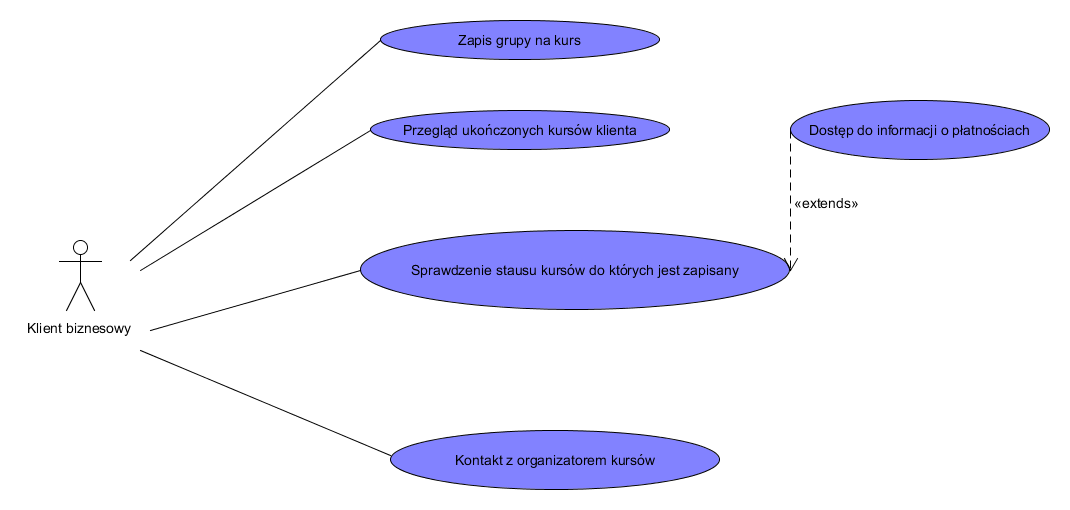 Zapis grupy na kurs
Przegląd ukończonych kursów klienta
Dostęp do informacji o płatnościach
«extends»
Sprawdzenie stausu kursów do których jest zapisany
Klient biznesowy
Kontakt z organizatorem kursów